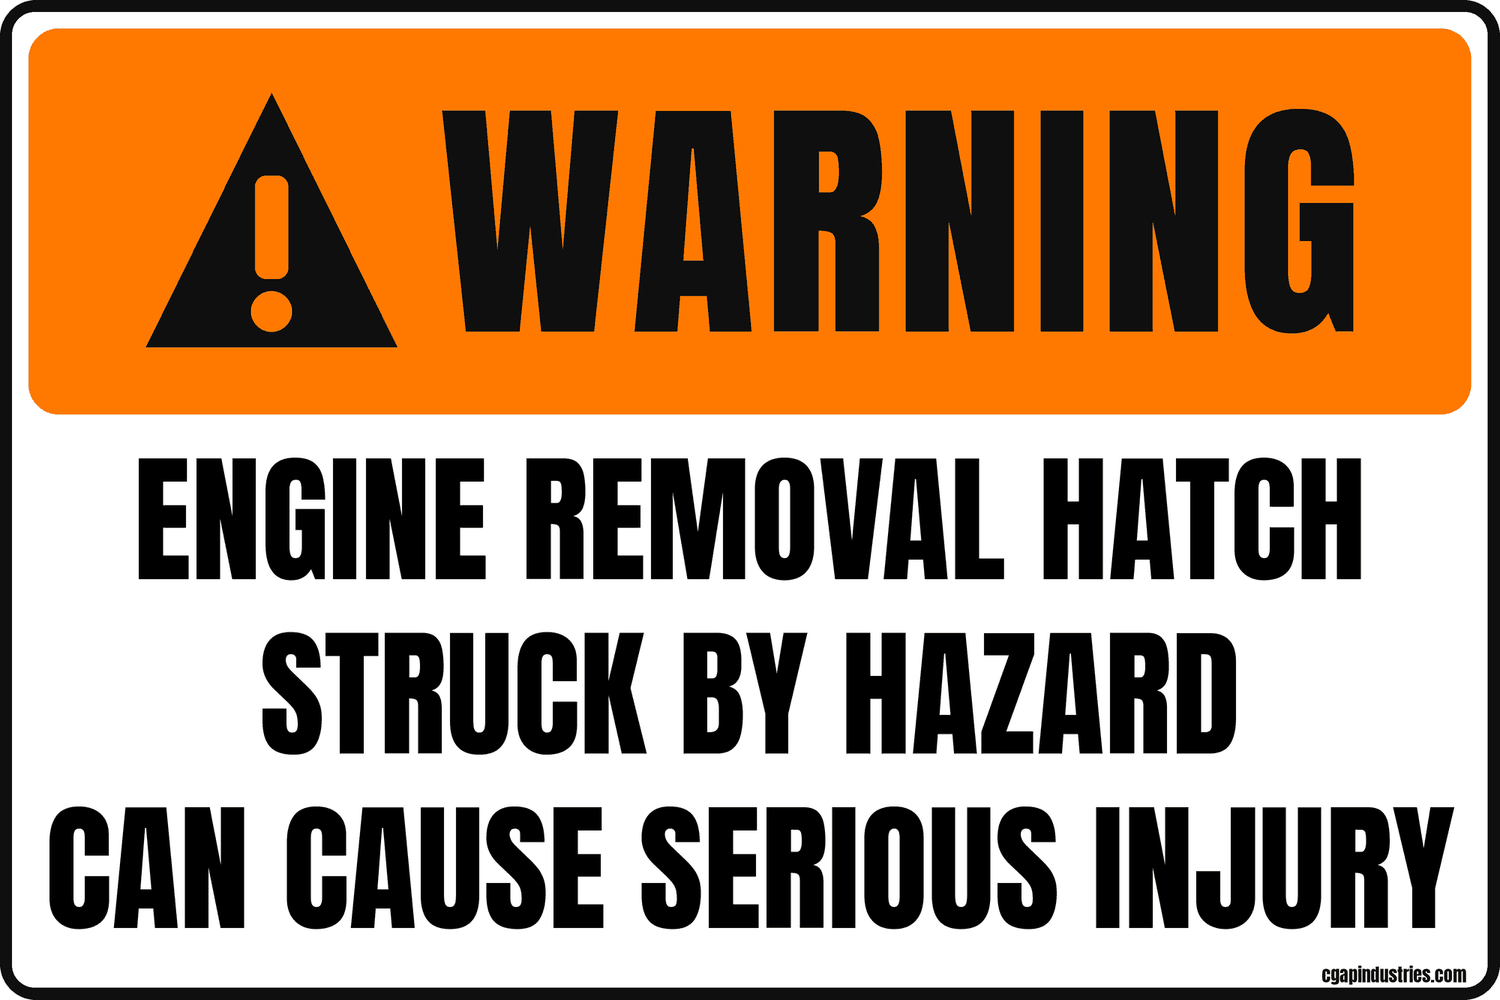 WARNING
ENGINE REMOVAL HATCH
STRUCK BY HAZARD
CAN CAUSE SERIOUS INJURY
cgapindustries.com